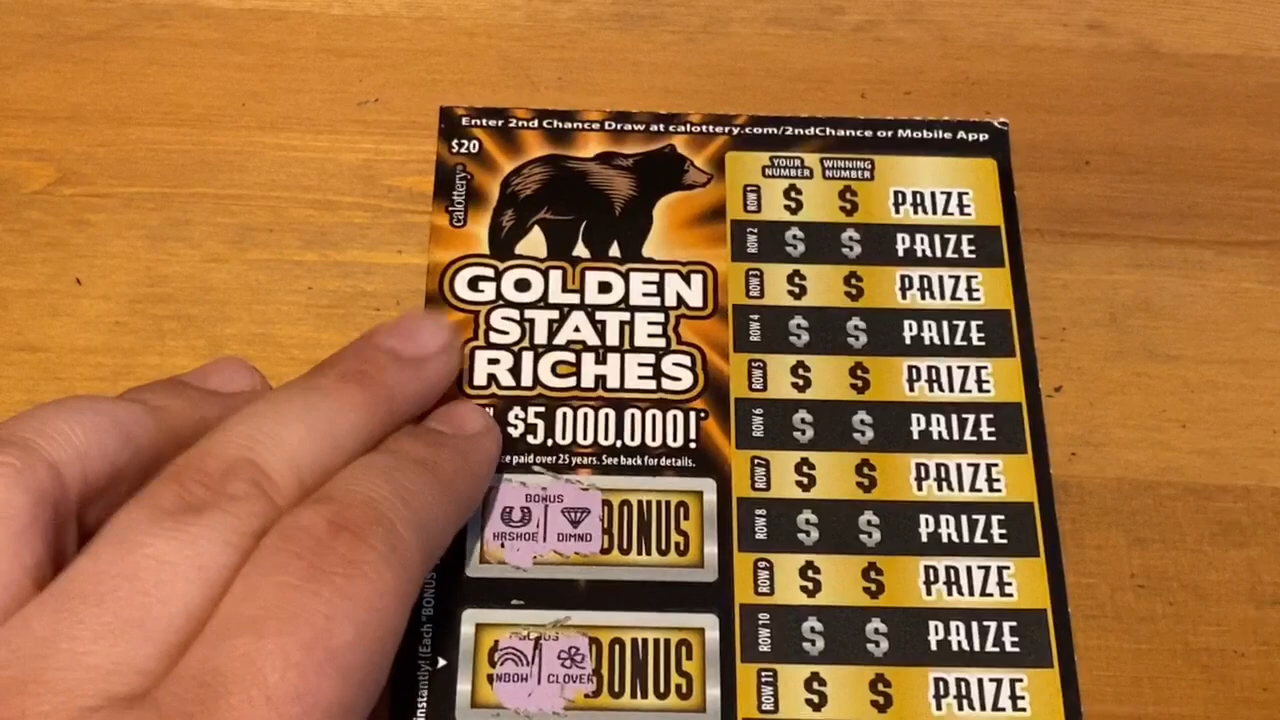 Enter 2nd Chance Draw at calottery.com/2ndChance or Mobile App
$20
calottery
GOLDEN
STATE
RICHES
$5,000,000!*
paid over 25 years. See back for details.
BONUS
HRSHOE DIMND
BONUS
CLOVER
BONUS
instantly! (Each "BONUS"
YOUR NUMBER WINNING NUMBER
ROW 1 $ $ PRIZE
ROW 2 $ $ PRIZE
ROW 3 $ $ PRIZE
ROW 4 $ $ PRIZE
ROW 5 $ $ PRIZE
ROW 6 $ $ PRIZE
ROW 7 $ $ PRIZE
ROW 8 $ $ PRIZE
ROW 9 $ $ PRIZE
ROW 10 $ $ PRIZE
ROW 11 $ $ PRIZE